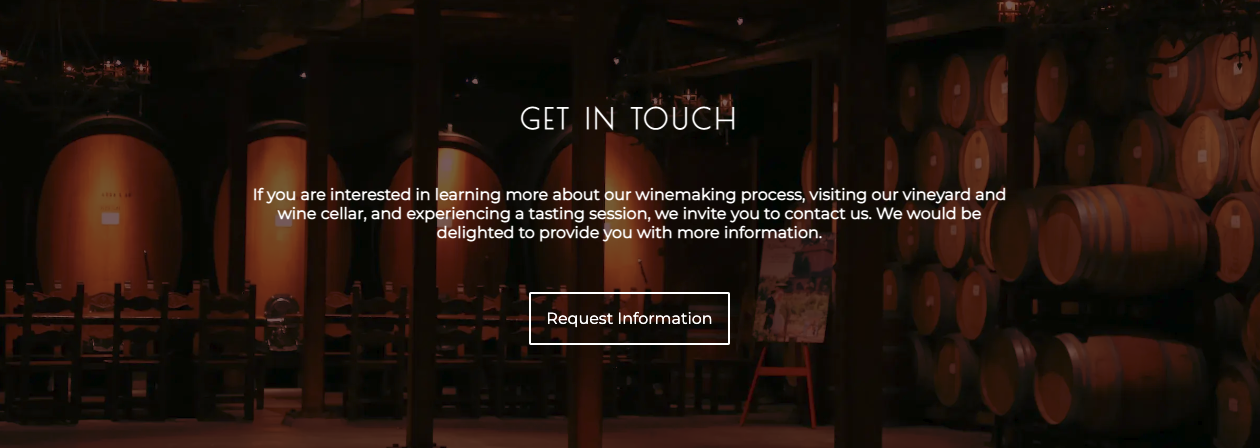 GET IN TOUCH
If you are interested in learning more about our winemaking process, visiting our vineyard and
wine cellar, and experiencing a tasting session, we invite you to contact us. We would be
delighted to provide you with more information.
Request Information